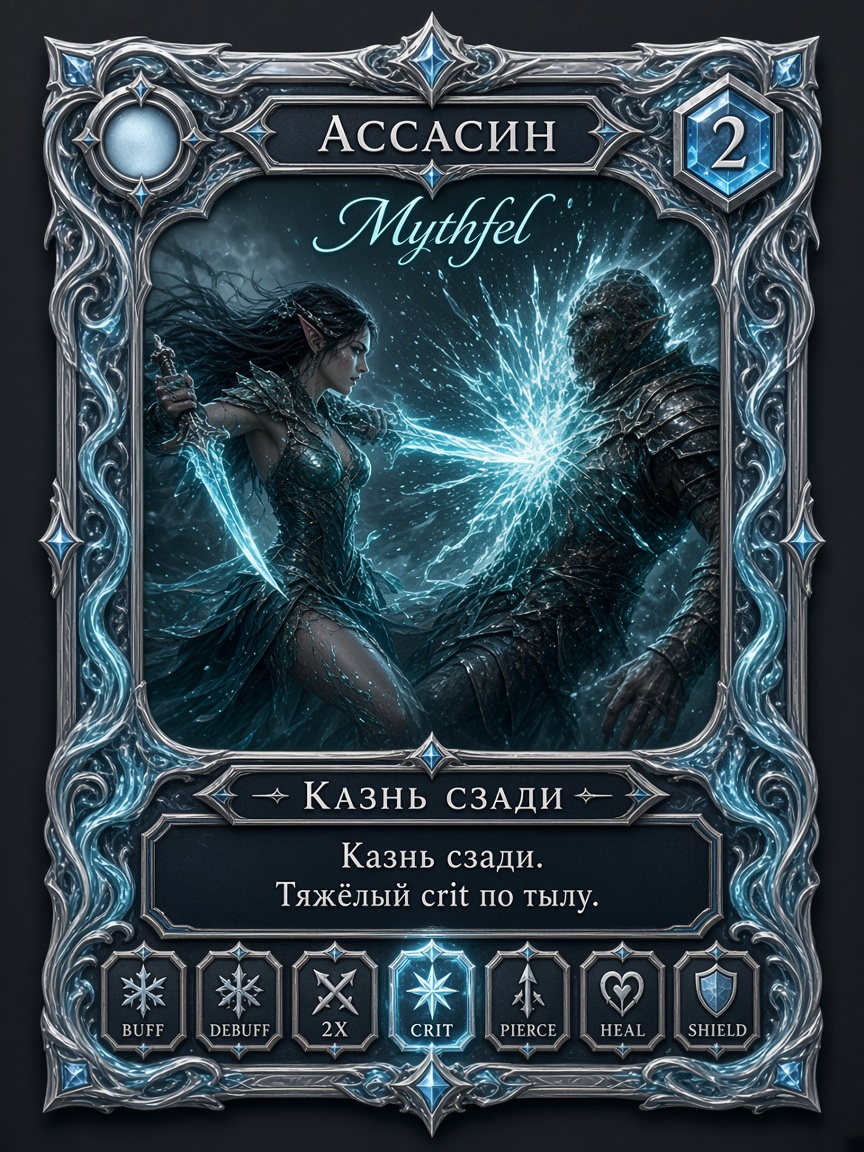 Ассасин
2
Mythfel
Казнь сзади
Казнь сзади.
Тяжёлый crit по тылу.
BUFF
DEBUFF
2X
CRIT
PIERCE
HEAL
SHIELD